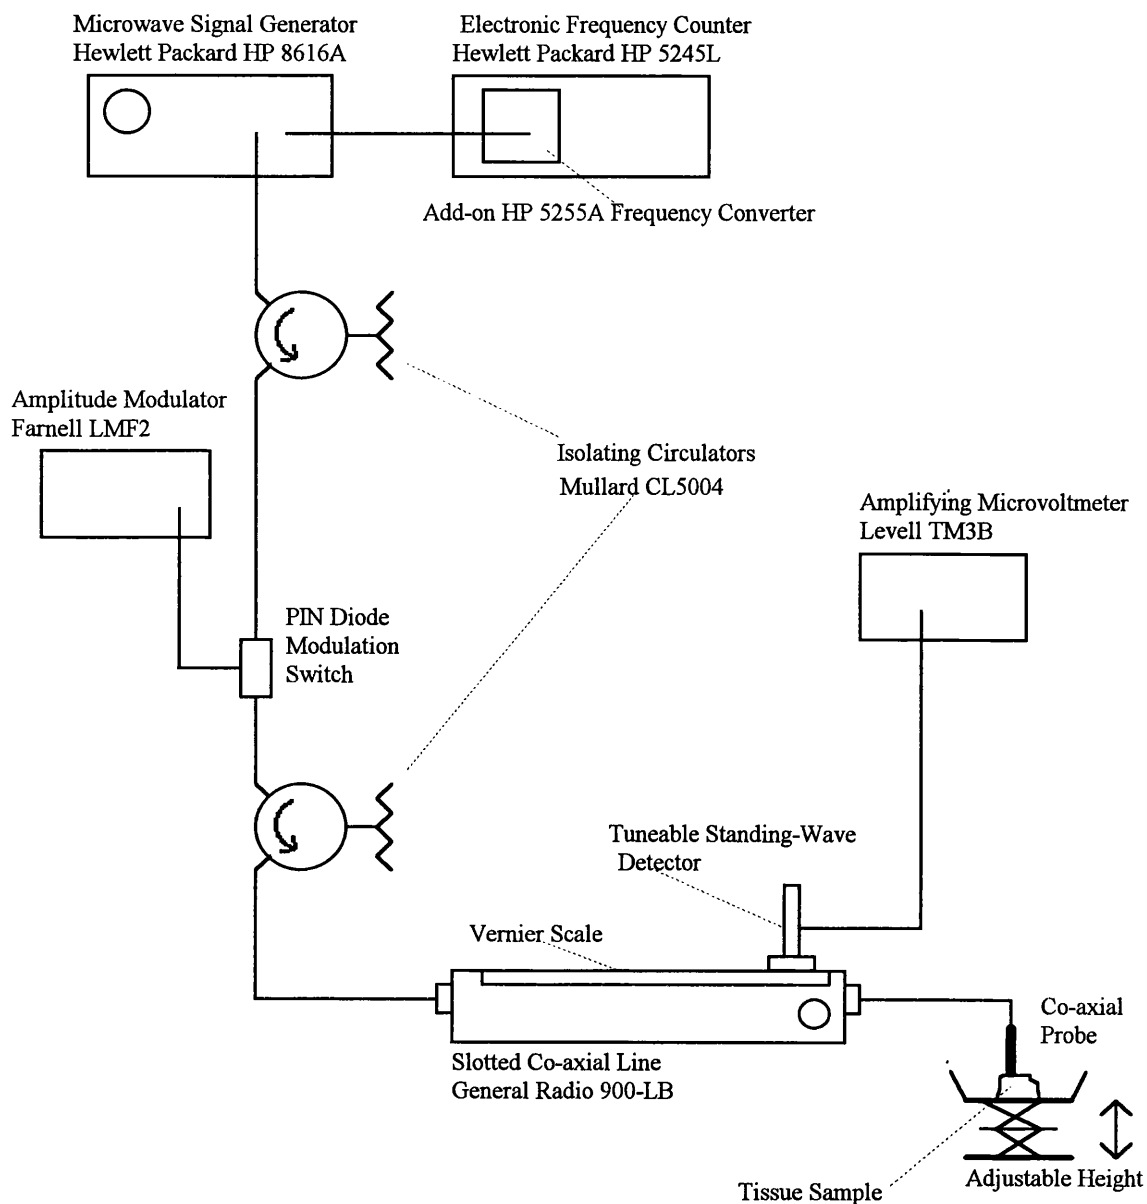 Microwave Signal Generator
Hewlett Packard HP 8616A
Electronic Frequency Counter
Hewlett Packard HP 5245L
Add-on HP 5255A Frequency Converter
Amplitude Modulator
Farnell LMF2
Isolating Circulators
Mullard CL5004
Amplifying Microvoltmeter
Levell TM3B
PIN Diode
Modulation
Switch
Tuneable Standing-Wave
Detector
Vernier Scale
Co-axial
Probe
Slotted Co-axial Line
General Radio 900-LB
Adjustable Height
Tissue Sample